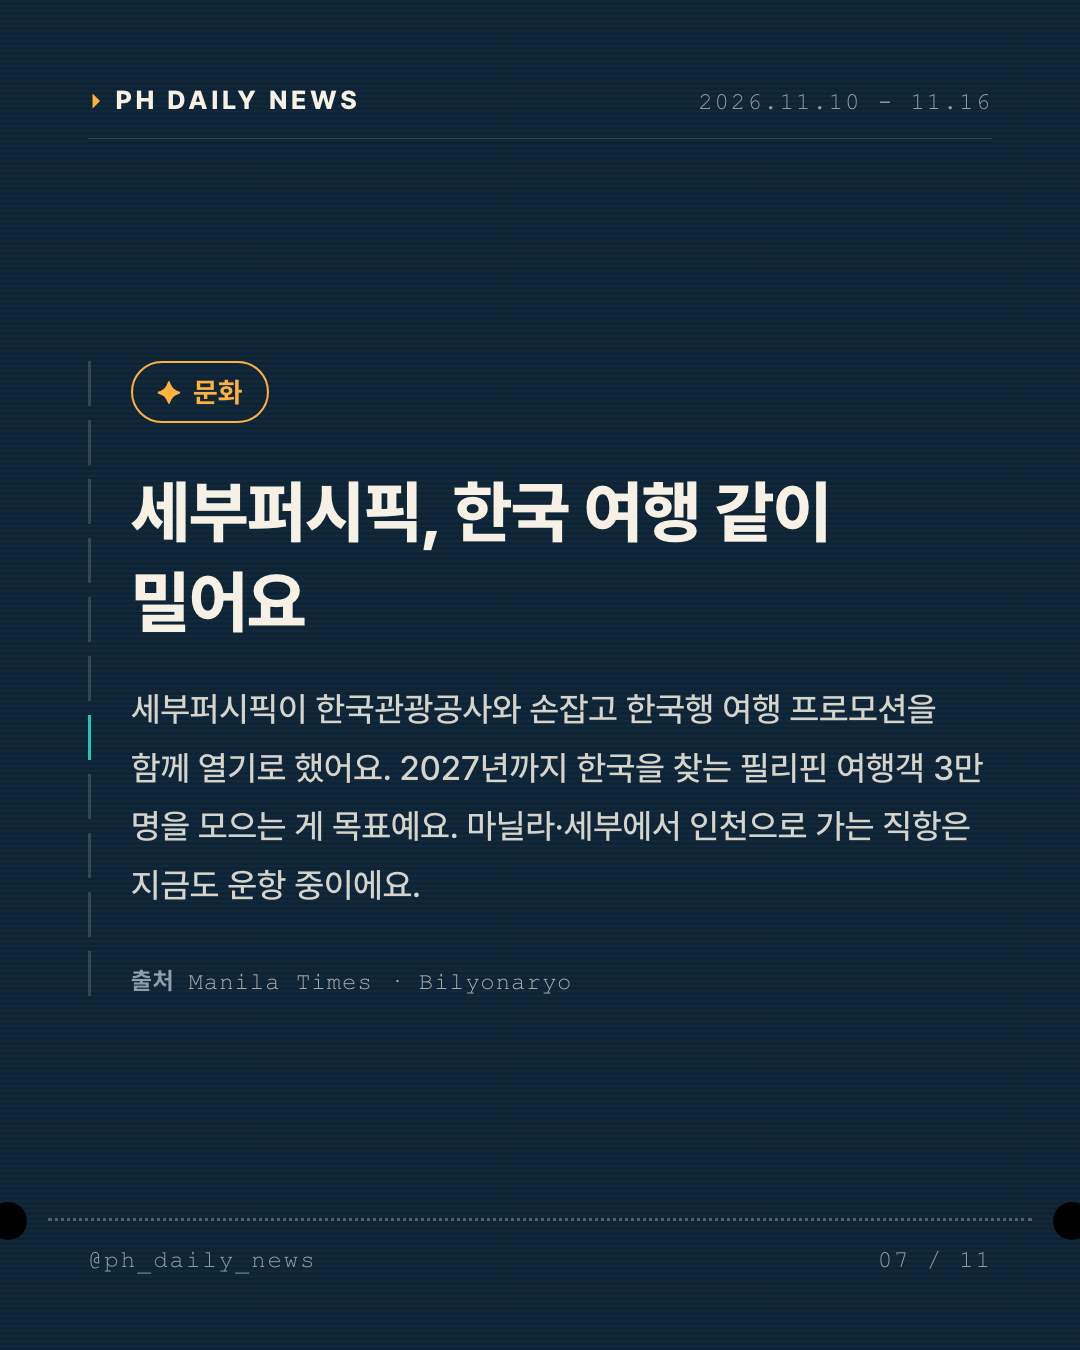 PH DAILY NEWS
2026.11.10 - 11.16
문화
세부퍼시픽, 한국 여행 같이
밀어요
세부퍼시픽이 한국관광공사와 손잡고 한국행 여행 프로모션을
함께 열기로 했어요. 2027년까지 한국을 찾는 필리핀 여행객 3만
명을 모으는 게 목표예요. 마닐라·세부에서 인천으로 가는 직항은
지금도 운항 중이에요.
출처 Manila Times · Bilyonaryo
@ph_daily_news
07 / 11